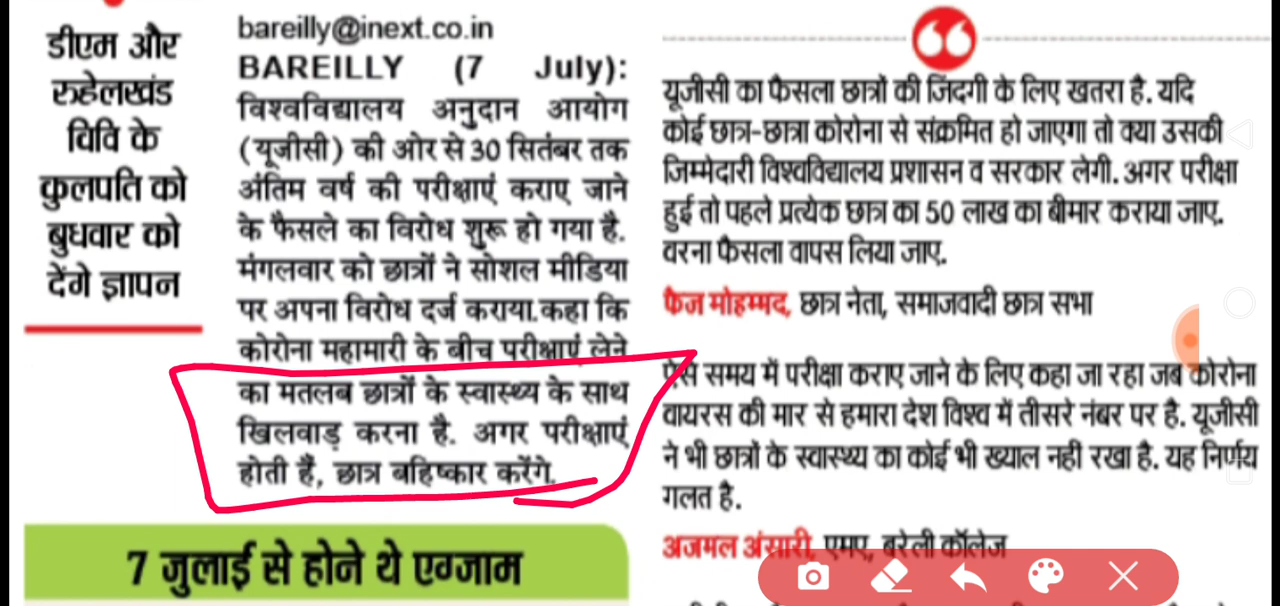 डीएम और
रुहेलखंड
विवि के
कुलपति को
बुधवार को
देंगे ज्ञापन
bareilly@inext.co.in
BAREILLY (7 July):
विश्वविद्यालय अनुदान आयोग
(यूजीसी) की ओर से 30 सितंबर तक
अंतिम वर्ष की परीक्षाएं कराए जाने
के फैसले का विरोध शुरू हो गया है.
मंगलवार को छात्रों ने सोशल मीडिया
पर अपना विरोध दर्ज कराया.कहा कि
कोरोना महामारी के बीच परीक्षाएं लेने
का मतलब छात्रों के स्वास्थ्य के साथ
खिलवाड़ करना है. अगर परीक्षाएं
होती हैं, छात्र बहिष्कार करेंगे.
7 जुलाई से होने थे एग्जाम
यूजीसी का फैसला छात्रों की जिंदगी के लिए खतरा है. यदि
कोई छात्र-छात्रा कोरोना से संक्रमित हो जाएगा तो क्या उसकी
जिम्मेदारी विश्वविद्यालय प्रशासन व सरकार लेगी. अगर परीक्षा
हुई तो पहले प्रत्येक छात्र का 50 लाख का बीमार कराया जाए.
वरना फैसला वापस लिया जाए.
फैज मोहम्मद, छात्र नेता, समाजवादी छात्र सभा
ऐसे समय में परीक्षा कराए जाने के लिए कहा जा रहा जब कोरोना
वायरस की मार से हमारा देश विश्व में तीसरे नंबर पर है. यूजीसी
ने भी छात्रों के स्वास्थ्य का कोई भी ख्याल नही रखा है. यह निर्णय
गलत है.
अजमल अंसारी, एमए, बरेली कॉलेज